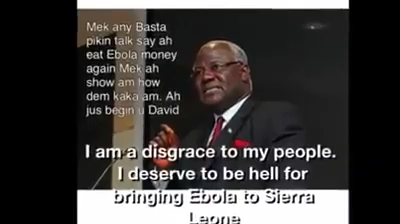 Mek any Basta
pikin talk say ah
eat Ebola money
again Mek ah
show am how
dem kaka am. Ah
jus begin u David
I am a disgrace to my people.
I deserve to be hell for
bringing Ebola to Sierra
Leone